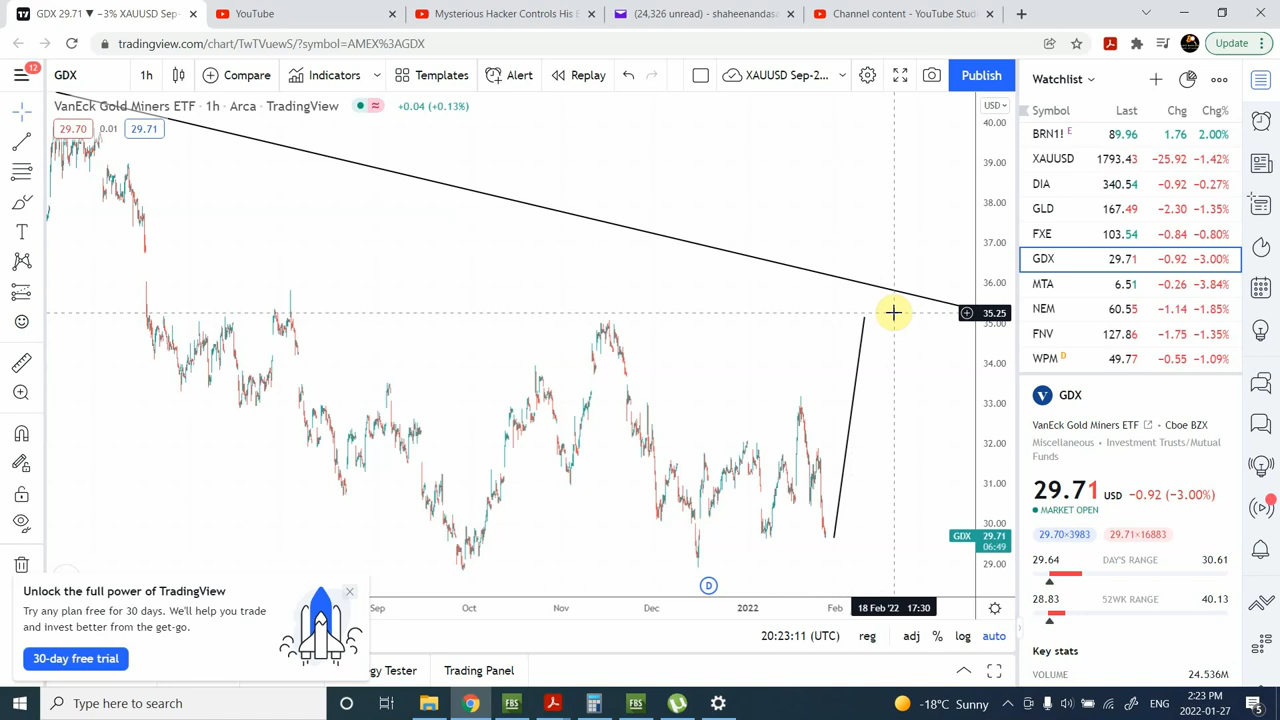 GDX 29.71 ▼ −3% XAUUSD Sep-
YouTube
Mysterious Hacker Controls His E
(24,326 unread) - shaheenandasa
Channel content - YouTube Studi
tradingview.com/chart/TwTVuewS/?symbol=AMEX%3AGDX
Update
12
GDX
1h
Compare
Indicators
Templates
Alert
Replay
XAUUSD Sep-2...
Publish
Watchlist
VanEck Gold Miners ETF · 1h · Arca · TradingView
+0.04 (+0.13%)
29.70
0.01
29.71
USD
40.00
39.00
38.00
37.00
36.00
35.25
35.00
34.00
33.00
32.00
31.00
30.00
GDX 29.71
06:49
29.00
Symbol Last Chg Chg%
BRN1! E 89.96 1.76 2.00%
XAUUSD 1793.43 −25.92 −1.42%
DIA 340.54 −0.92 −0.27%
GLD 167.49 −2.30 −1.35%
FXE 103.54 −0.84 −0.80%
GDX 29.71 −0.92 −3.00%
MTA 6.51 −0.26 −3.84%
NEM 60.55 −1.14 −1.85%
FNV 127.86 −1.75 −1.35%
WPM D 49.77 −0.55 −1.09%
V GDX
VanEck Gold Miners ETF Cboe BZX
Miscellaneous • Investment Trusts/Mutual
Funds
29.71 USD −0.92 (−3.00%)
MARKET OPEN
29.70×3983 29.71×16883
29.64 DAY'S RANGE 30.61
28.83 52WK RANGE 40.13
Key stats
VOLUME 24.536M
D
Sep Oct Nov Dec 2022 Feb 18 Feb '22 17:30
20:23:11 (UTC) reg adj % log auto
Unlock the full power of TradingView
Try any plan free for 30 days. We'll help you trade
and invest better from the get-go.
30-day free trial
gy Tester
Trading Panel
Type here to search
FBS
FBS
-18°C Sunny
ENG
2:23 PM
2022-01-27
5